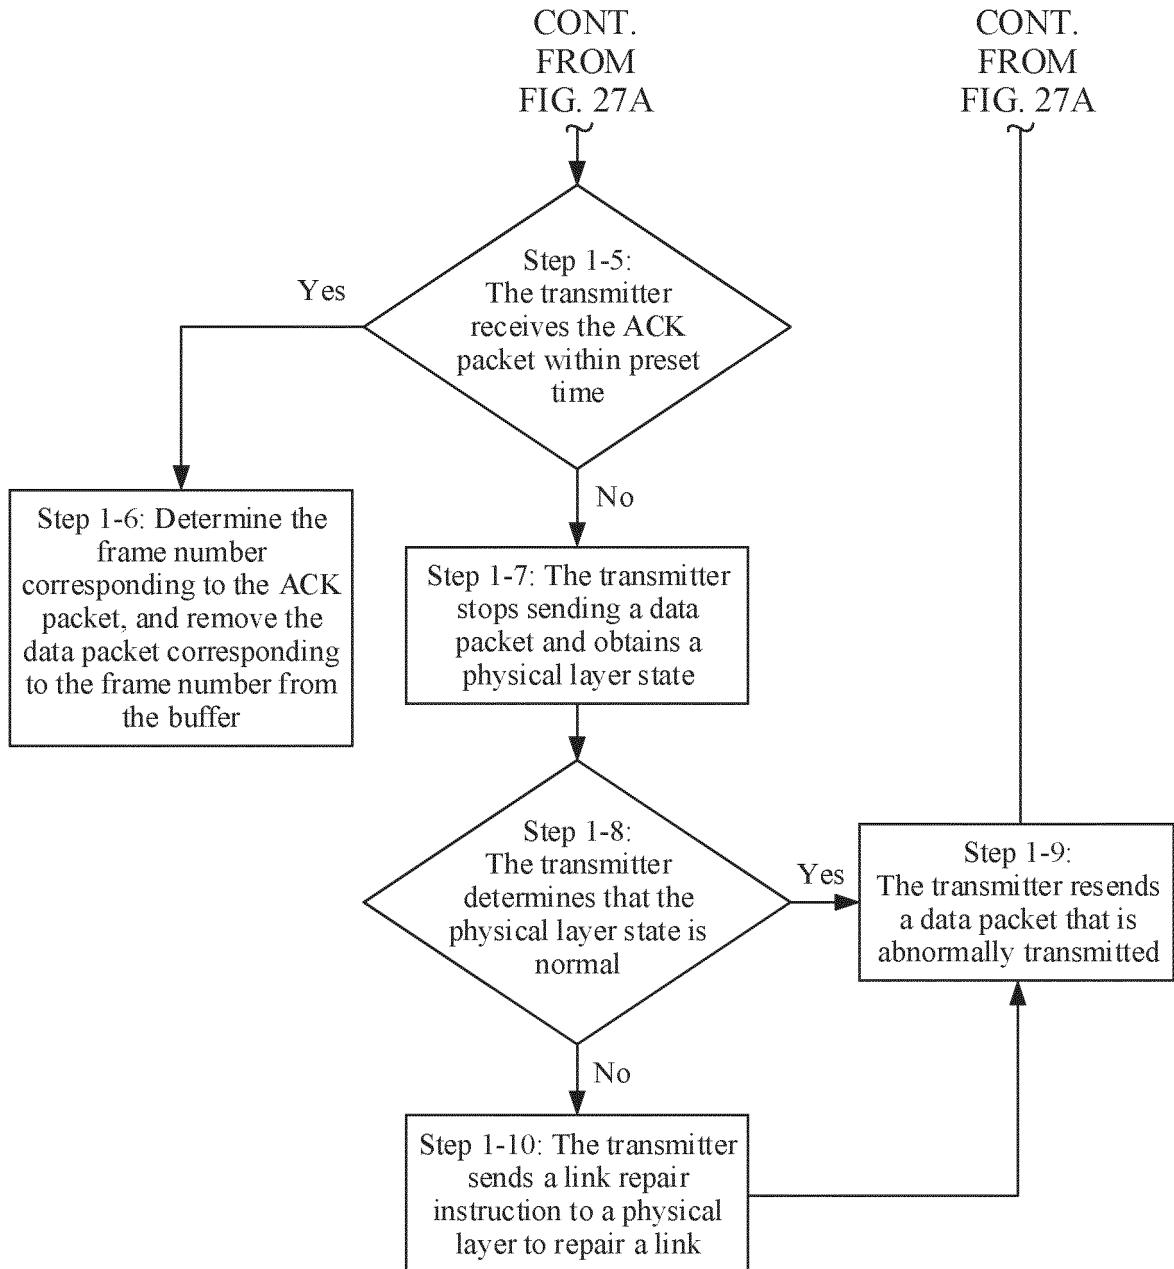 CONT.
FROM
FIG. 27A
CONT.
FROM
FIG. 27A
Step 1-5:
The transmitter
receives the ACK
packet within preset
time
Yes
No
Step 1-6: Determine the
frame number
corresponding to the ACK
packet, and remove the
data packet corresponding
to the frame number from
the buffer
Step 1-7: The transmitter
stops sending a data
packet and obtains a
physical layer state
Step 1-8:
The transmitter
determines that the
physical layer state is
normal
Yes
No
Step 1-9:
The transmitter resends
a data packet that is
abnormally transmitted
Step 1-10: The transmitter
sends a link repair
instruction to a physical
layer to repair a link